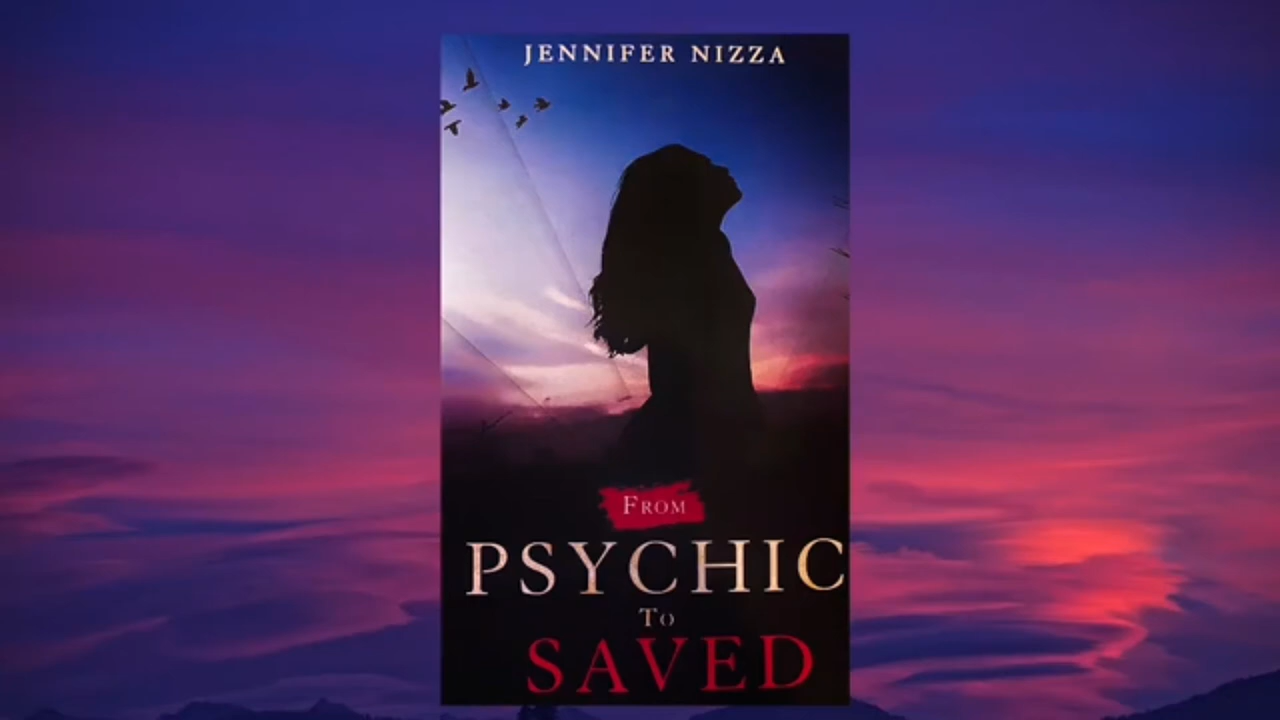 JENNIFER NIZZA
FROM
PSYCHIC
TO
SAVED